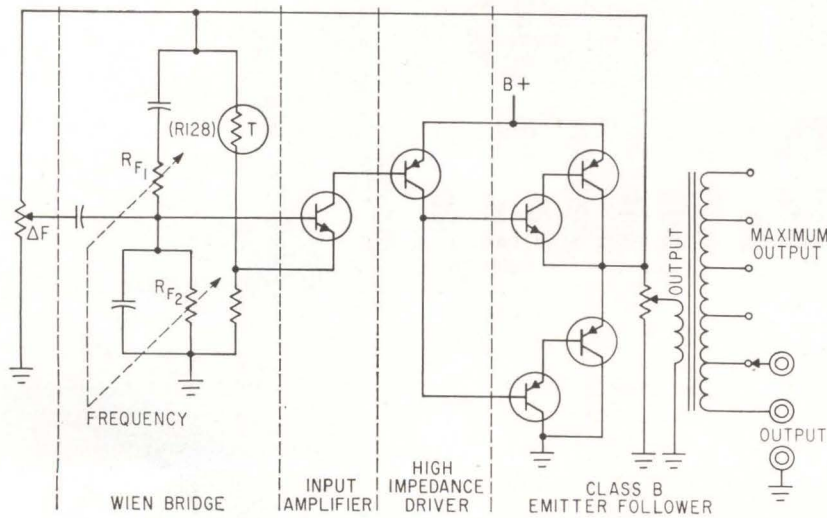 B+
(R128)
T
RF1
ΔF
RF2
OUTPUT
MAXIMUM
OUTPUT
FREQUENCY
OUTPUT
WIEN BRIDGE
INPUT
AMPLIFIER
HIGH
IMPEDANCE
DRIVER
CLASS B
EMITTER FOLLOWER